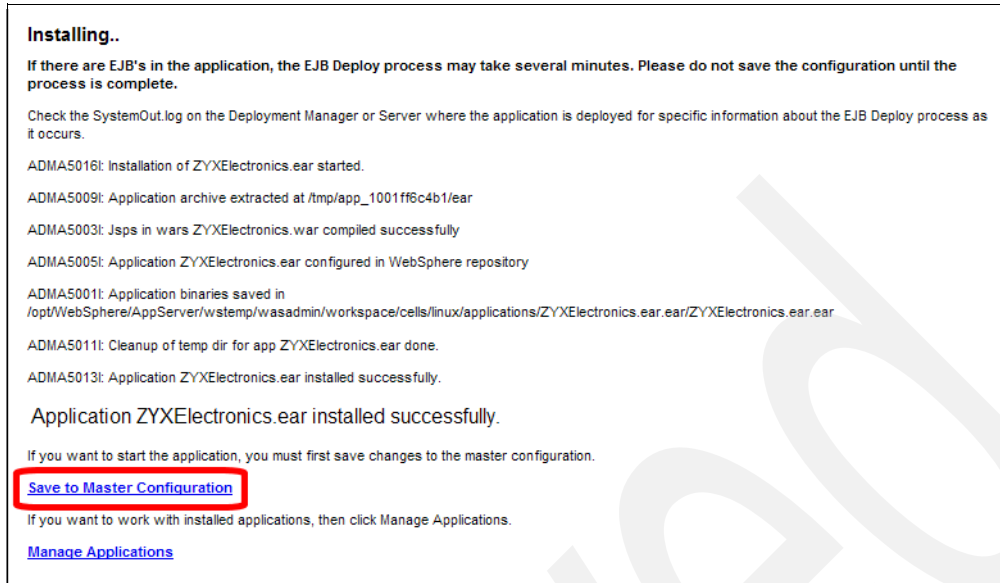 Installing..
If there are EJB's in the application, the EJB Deploy process may take several minutes. Please do not save the configuration until the
process is complete.
Check the SystemOut.log on the Deployment Manager or Server where the application is deployed for specific information about the EJB Deploy process as
it occurs.
ADMA5016I: Installation of ZYXElectronics.ear started.
ADMA5009I: Application archive extracted at /tmp/app_1001ff6c4b1/ear
ADMA5003I: Jsps in wars ZYXElectronics.war compiled successfully
ADMA5005I: Application ZYXElectronics.ear configured in WebSphere repository
ADMA5001I: Application binaries saved in
/opt/WebSphere/AppServer/wstemp/wasadmin/workspace/cells/linux/applications/ZYXElectronics.ear.ear/ZYXElectronics.ear.ear
ADMA5011I: Cleanup of temp dir for app ZYXElectronics.ear done.
ADMA5013I: Application ZYXElectronics.ear installed successfully.
Application ZYXElectronics.ear installed successfully.
If you want to start the application, you must first save changes to the master configuration.
Save to Master Configuration
If you want to work with installed applications, then click Manage Applications.
Manage Applications